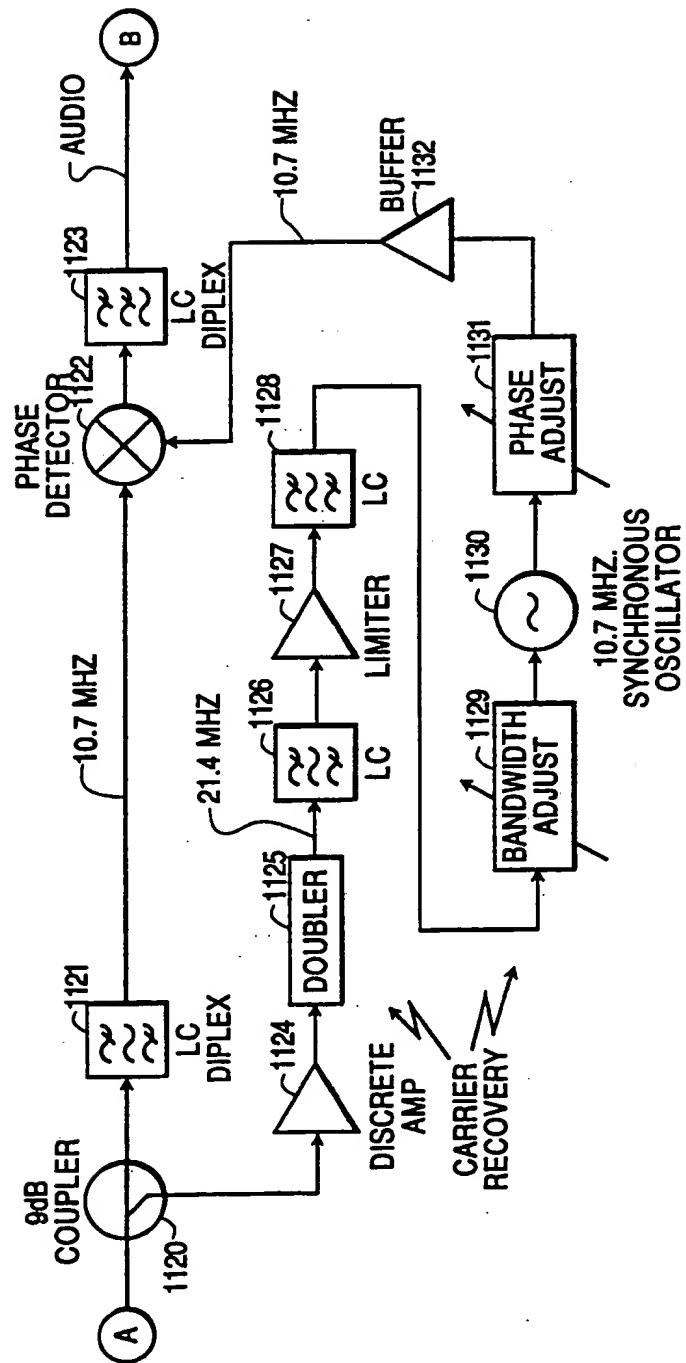 A
9dB
COUPLER
1120
1121
LC
DIPLEX
10.7 MHZ
PHASE
DETECTOR
1122
1123
LC
DIPLEX
AUDIO
B
1124
DISCRETE
AMP
1125
DOUBLER
21.4 MHZ
1126
LC
1127
LIMITER
1128
LC
CARRIER
RECOVERY
1129
BANDWIDTH
ADJUST
1130
10.7 MHZ.
SYNCHRONOUS
OSCILLATOR
1131
PHASE
ADJUST
BUFFER
1132
10.7 MHZ